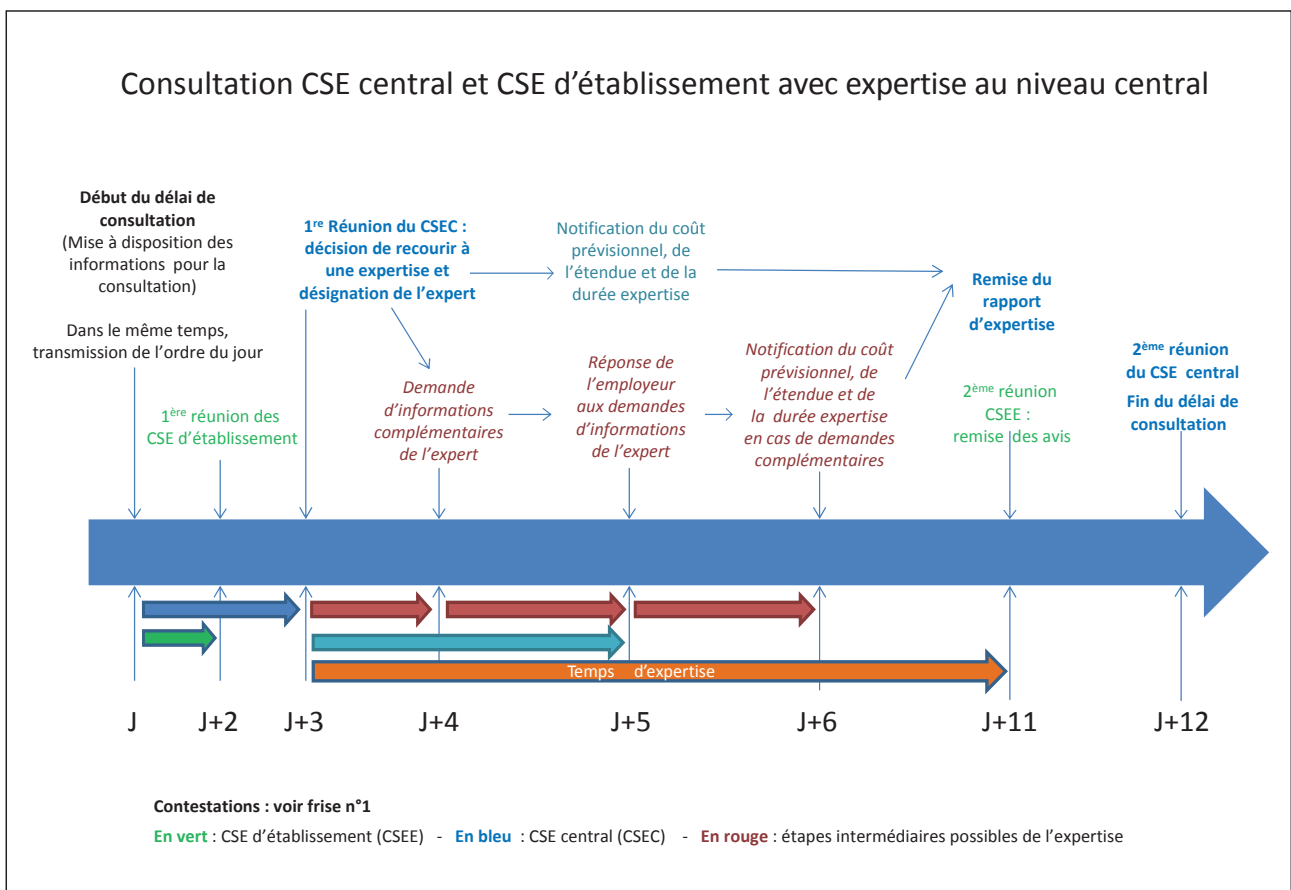 Consultation CSE central et CSE d’établissement avec expertise au niveau central
Début du délai de
consultation
(Mise à disposition des
informations pour la
consultation)
Dans le même temps,
transmission de l’ordre du jour
1ère réunion des
CSE d’établissement
1re Réunion du CSEC :
décision de recourir à
une expertise et
désignation de l’expert
Notification du coût
prévisionnel, de
l’étendue et de la
durée expertise
Demande
d’informations
complémentaires
de l’expert
Réponse de
l’employeur
aux demandes
d’informations
de l’expert
Notification du coût
prévisionnel, de
l’étendue et de
la durée expertise
en cas de demandes
complémentaires
Remise du
rapport
d’expertise
2ème réunion
CSEE :
remise des avis
2ème réunion
du CSE central
Fin du délai de
consultation
Temps d’expertise
J J+2 J+3 J+4 J+5 J+6 J+11 J+12
Contestations : voir frise n°1
En vert : CSE d’établissement (CSEE) - En bleu : CSE central (CSEC) - En rouge : étapes intermédiaires possibles de l’expertise